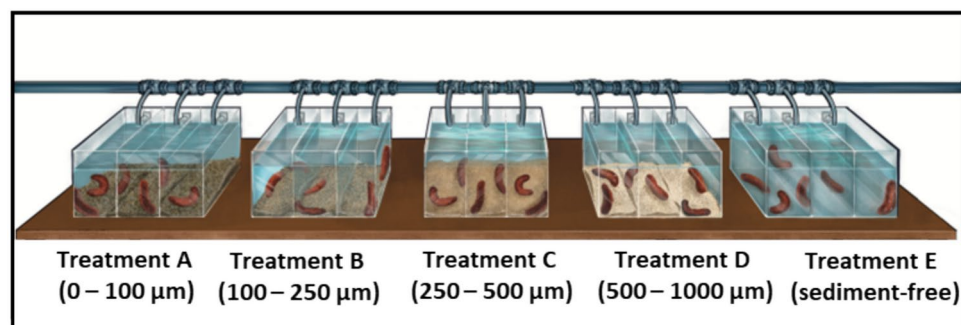 Treatment A
(0 – 100 µm)
Treatment B
(100 – 250 µm)
Treatment C
(250 – 500 µm)
Treatment D
(500 – 1000 µm)
Treatment E
(sediment-free)